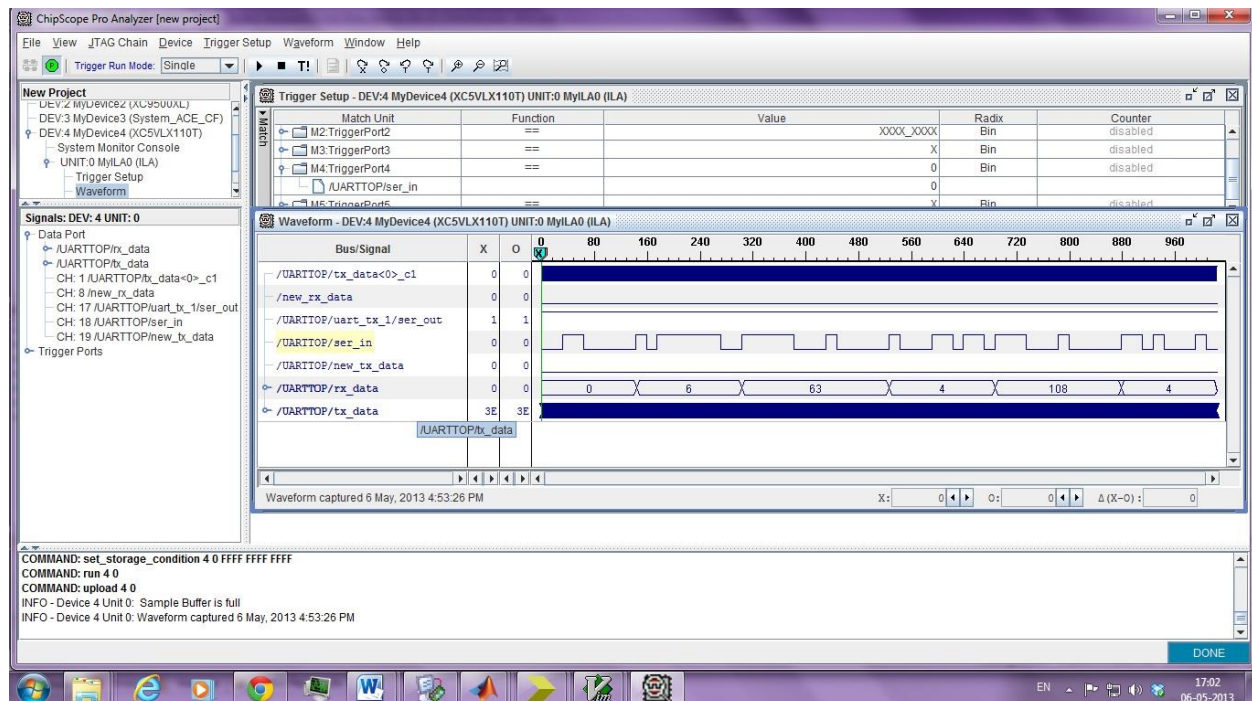 ChipScope Pro Analyzer [new project]
File View JTAG Chain Device Trigger Setup Waveform Window Help
Trigger Run Mode: Single T!
New Project
DEV:2 MyDevice2 (XC9500XL)
DEV:3 MyDevice3 (System_ACE_CF)
DEV:4 MyDevice4 (XC5VLX110T)
System Monitor Console
UNIT:0 MyILA0 (ILA)
Trigger Setup
Waveform
Signals: DEV: 4 UNIT: 0
Data Port
/UARTTOP/rx_data
/UARTTOP/tx_data
CH: 1 /UARTTOP/tx_data<0>_c1
CH: 8 /new_rx_data
CH: 17 /UARTTOP/uart_tx_1/ser_out
CH: 18 /UARTTOP/ser_in
CH: 19 /UARTTOP/new_tx_data
Trigger Ports
Trigger Setup - DEV:4 MyDevice4 (XC5VLX110T) UNIT:0 MyILA0 (ILA)
Match
Match Unit Function Value Radix Counter
M2:TriggerPort2 == XXXX_XXXX Bin disabled
M3:TriggerPort3 == X Bin disabled
M4:TriggerPort4 == 0 Bin disabled
/UARTTOP/ser_in 0
M5:TriggerPort5 == X Bin disabled
Waveform - DEV:4 MyDevice4 (XC5VLX110T) UNIT:0 MyILA0 (ILA)
Bus/Signal X O 0 80 160 240 320 400 480 560 640 720 800 880 960
/UARTTOP/tx_data<0>_c1 0 0
/new_rx_data 0 0
/UARTTOP/uart_tx_1/ser_out 1 1
/UARTTOP/ser_in 0 0
/UARTTOP/new_tx_data 0 0
/UARTTOP/rx_data 0 0 0 6 63 4 108 4
/UARTTOP/tx_data 3E 3E
/UARTTOP/tx_data
Waveform captured 6 May, 2013 4:53:26 PM X: 0 O: 0 Δ(X-O): 0
COMMAND: set_storage_condition 4 0 FFFF FFFF FFFF
COMMAND: run 4 0
COMMAND: upload 4 0
INFO - Device 4 Unit 0: Sample Buffer is full
INFO - Device 4 Unit 0: Waveform captured 6 May, 2013 4:53:26 PM
DONE
EN 17:02
06-05-2013